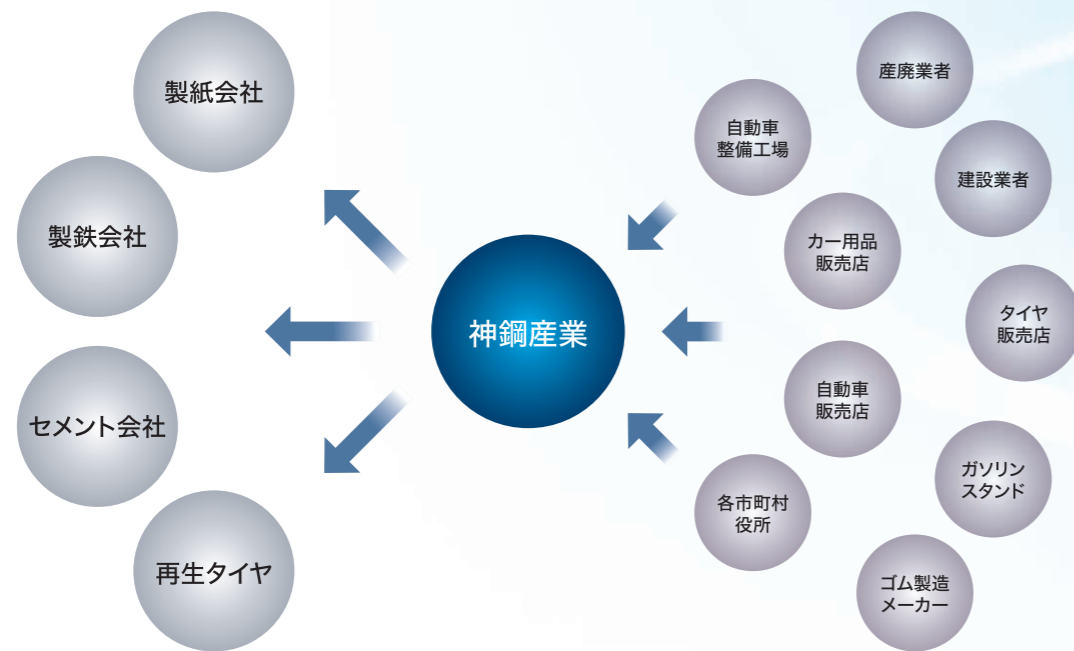 製紙会社
製鉄会社
セメント会社
再生タイヤ
神鋼産業
産廃業者
自動車
整備工場
建設業者
カー用品
販売店
タイヤ
販売店
自動車
販売店
ガソリン
スタンド
各市町村
役所
ゴム製造
メーカー